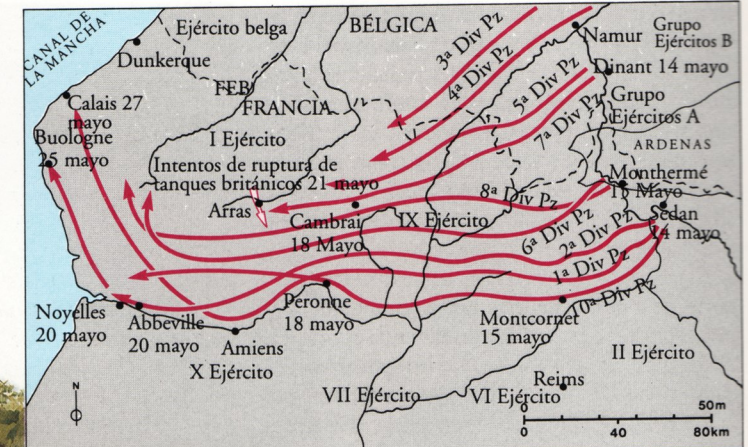 CANAL DE
LA MANCHA
Ejército belga
Dunkerque
BÉLGICA
3ª Div Pz
4ª Div Pz
5ª Div Pz
7ª Div Pz
Namur
Grupo
Ejércitos B
Dinant 14 mayo
Grupo
Ejércitos A
ARDENAS
FEB
FRANCIA
Calais 27
mayo
Buologne
25 mayo
I Ejército
Intentos de ruptura de
tanques británicos 21 mayo
Arras
Cambrai
18 Mayo
IX Ejército
8ª Div Pz
6ª Div Pz
2ª Div Pz
1ª Div Pz
10ª Div Pz
Monthermé
Mayo
Sedan
14 mayo
Noyelles
20 mayo
Abbeville
20 mayo
Amiens
Peronne
18 mayo
Montcornet
15 mayo
X Ejército
II Ejército
VII Ejército
VI Ejército
Reims
N
0 50m
0 40 80km